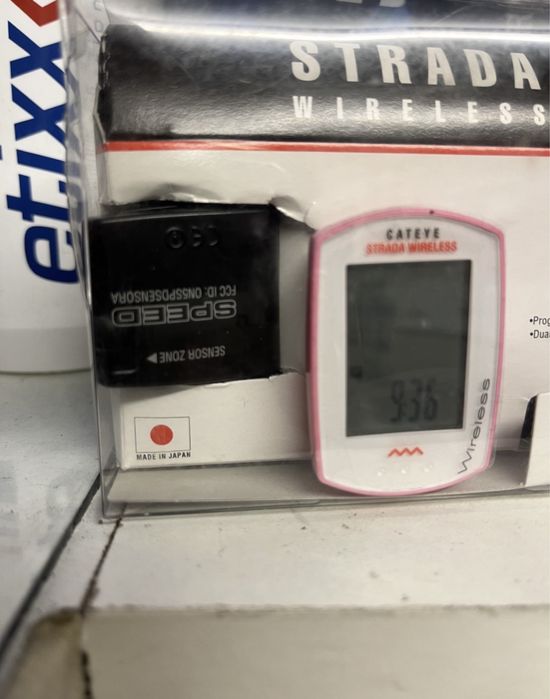 etixx
STRADA
WIRELESS
SENSOR ZONE
SPEED
FCC ID: ON5SPDSENSORA
CATEYE
STRADA WIRELESS
9:36
Wireless
•Prog
•Dua
MADE IN JAPAN